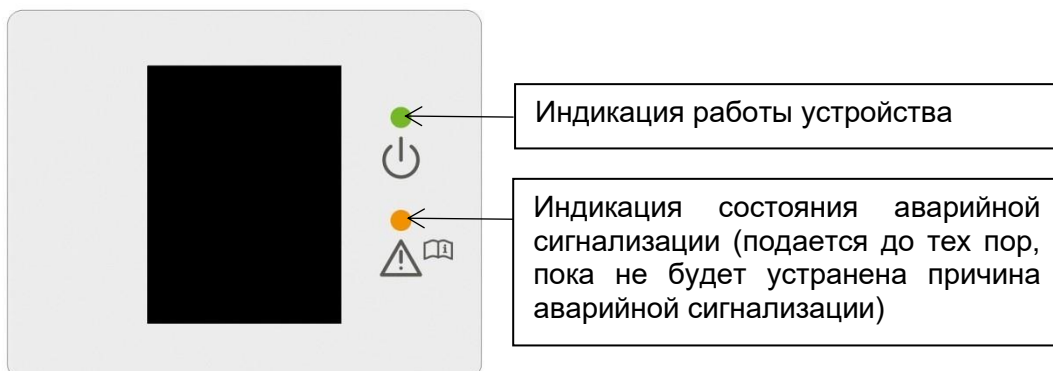 Индикация работы устройства
Индикация состояния аварийной
сигнализации (подается до тех пор,
пока не будет устранена причина
аварийной сигнализации)